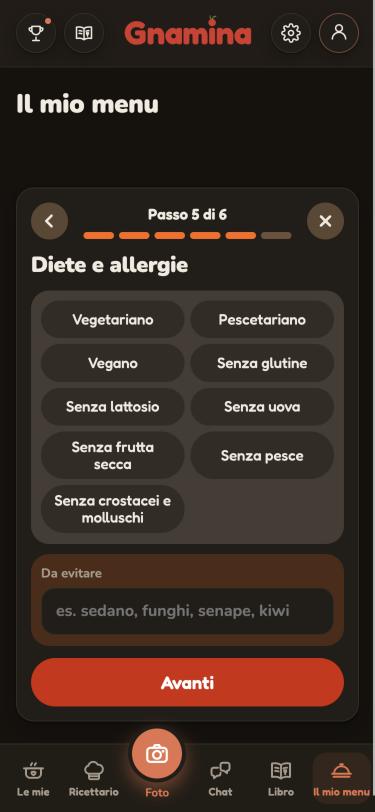 Gnamina
Il mio menu
Passo 5 di 6
Diete e allergie
Vegetariano
Pescetariano
Vegano
Senza glutine
Senza lattosio
Senza uova
Senza frutta
secca
Senza pesce
Senza crostacei e
molluschi
Da evitare
es. sedano, funghi, senape, kiwi
Avanti
Le mie
Ricettario
Foto
Chat
Libro
Il mio menu